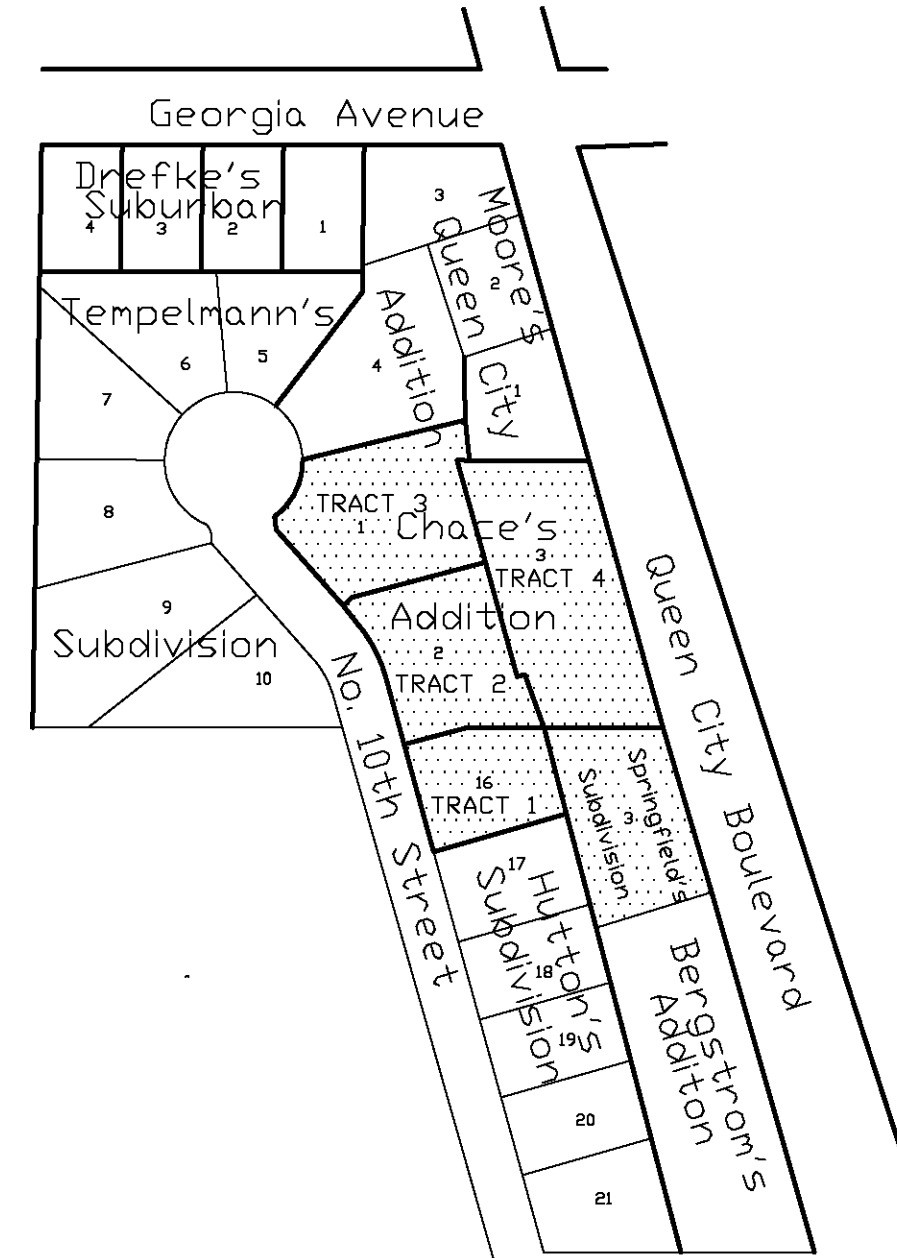 Georgia Avenue
Drefke's
Suburban
4
3
2
1
3
Moore's
Queen City
Addition
2
1
4
Tempelmann's
5
6
7
8
9
10
Subdivision
TRACT 3
1
Chace's
3
TRACT 4
Addition
2
TRACT 2
16
TRACT 1
Springfield's
Subdivision
3
No. 10th Street
Queen City Boulevard
17
Hutton's
Subdivision
18
19
20
21
Bergstrom's
Additon